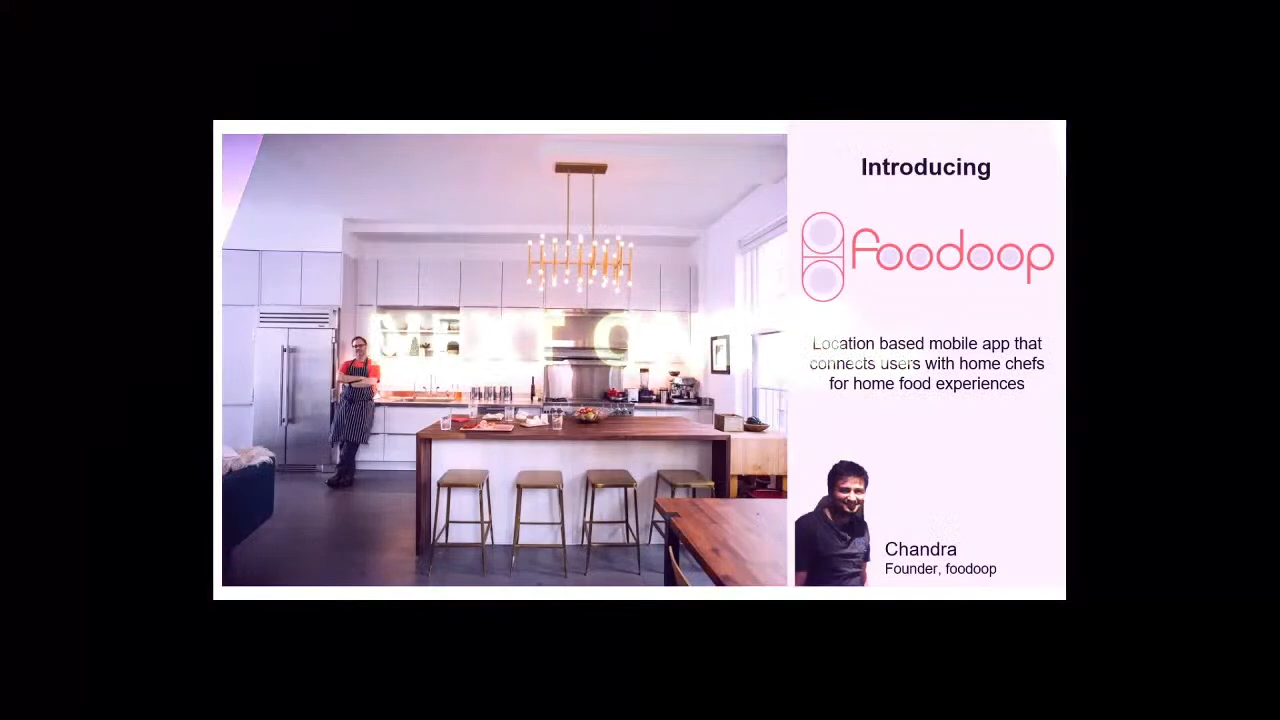 Introducing
foodoop
Location based mobile app that
connects users with home chefs
for home food experiences
Chandra
Founder, foodoop